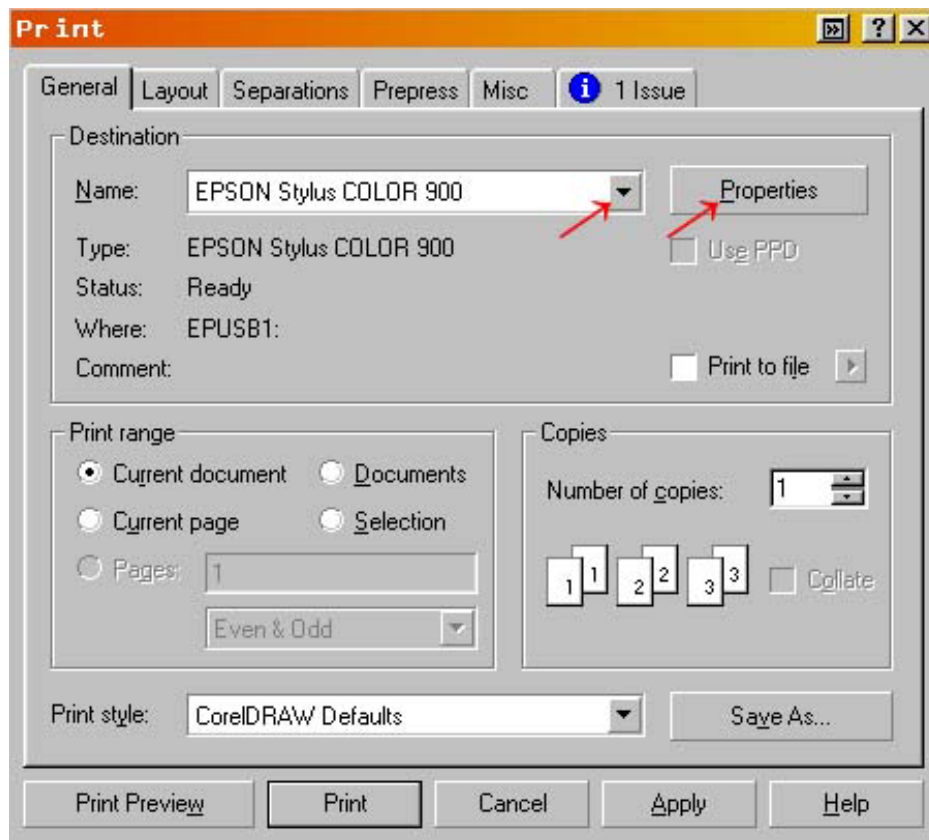 Print
General Layout Separations Prepress Misc 1 Issue
Destination
Name: EPSON Stylus COLOR 900 Properties
Type: EPSON Stylus COLOR 900 Use PPD
Status: Ready
Where: EPUSB1:
Comment: Print to file
Print range
Current document Documents
Current page Selection
Pages: 1
Even & Odd
Copies
Number of copies: 1
1 1 2 2 3 3 Collate
Print style: CorelDRAW Defaults Save As...
Print Preview Print Cancel Apply Help